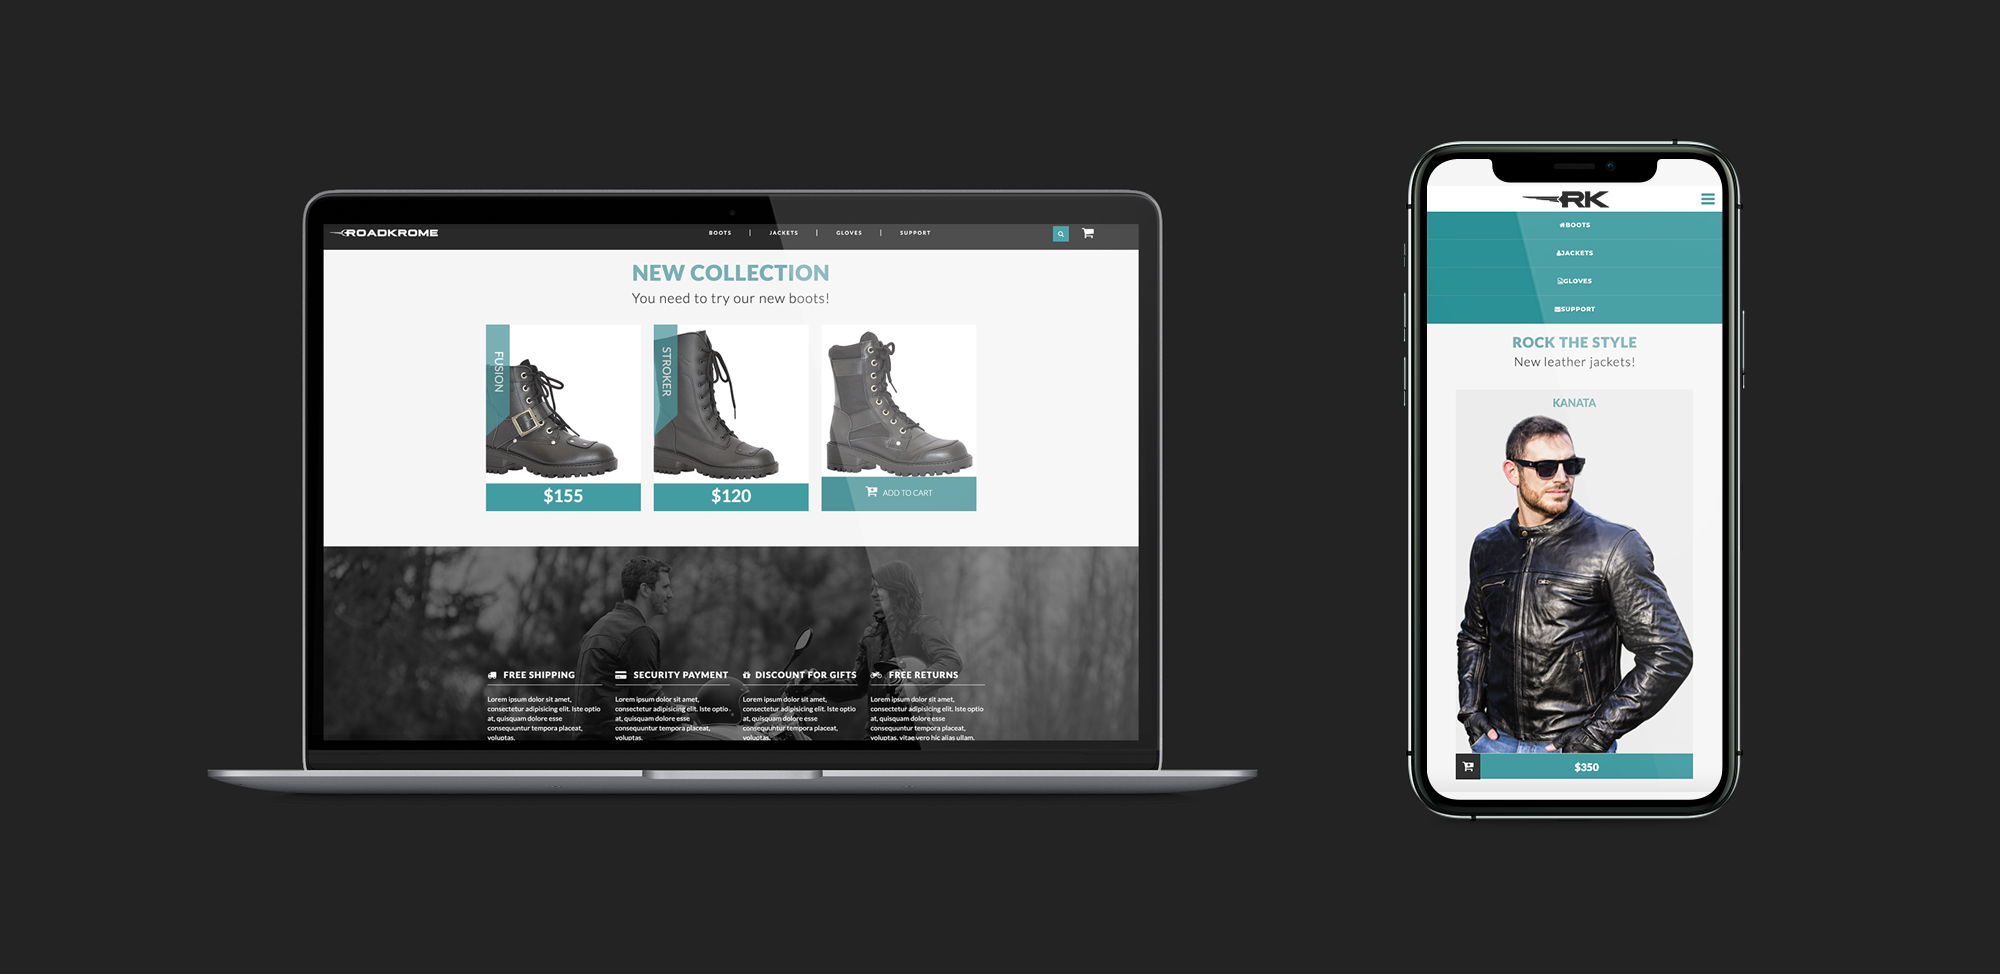 ROADKROME
BOOTS | JACKETS | GLOVES | SUPPORT
NEW COLLECTION
You need to try our new boots!
FUSION
STROKER
$155
$120
ADD TO CART
FREE SHIPPING
Lorem ipsum dolor sit amet,
consectetur adipisicing elit. Iste optio
at, quisquam dolore esse
consequuntur tempora placeat,
voluptas.
SECURITY PAYMENT
Lorem ipsum dolor sit amet,
consectetur adipisicing elit. Iste optio
at, quisquam dolore esse
consequuntur tempora placeat,
voluptas.
DISCOUNT FOR GIFTS
Lorem ipsum dolor sit amet,
consectetur adipisicing elit. Iste optio
at, quisquam dolore esse
consequuntur tempora placeat,
voluptas.
FREE RETURNS
Lorem ipsum dolor sit amet,
consectetur adipisicing elit. Iste optio
at, quisquam dolore esse
consequuntur tempora placeat,
voluptas. vitae vero hic alias ullam.
RK
BOOTS
JACKETS
GLOVES
SUPPORT
ROCK THE STYLE
New leather jackets!
KANATA
$350